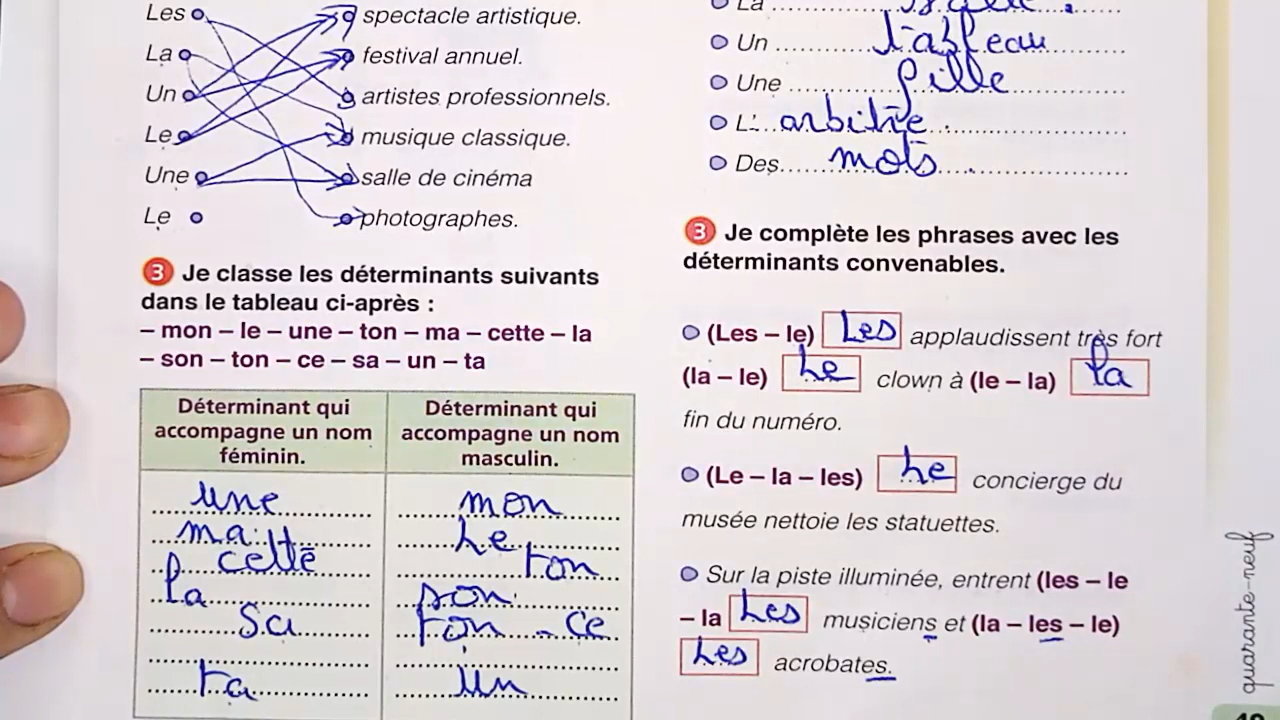 Les spectacle artistique.
La festival annuel.
Un artistes professionnels.
Le musique classique.
Une salle de cinéma
Le photographes.
3 Je classe les déterminants suivants
dans le tableau ci-après :
– mon – le – une – ton – ma – cette – la
– son – ton – ce – sa – un – ta
Déterminant qui
accompagne un nom
féminin.
Déterminant qui
accompagne un nom
masculin.
une
ma
cette
la
sa
ta
mon
Le
ton
son
ton - ce
un
La
Un tableau
Une fille
L' arbitre
Des mots
3 Je complète les phrases avec les
déterminants convenables.
(Les – le) Les applaudissent très fort
(la – le) Le clown à (le – la) la
fin du numéro.
(Le – la – les) Le concierge du
musée nettoie les statuettes.
Sur la piste illuminée, entrent (les – le
– la Les musiciens et (la – les – le)
Les acrobates.
quarante-neuf